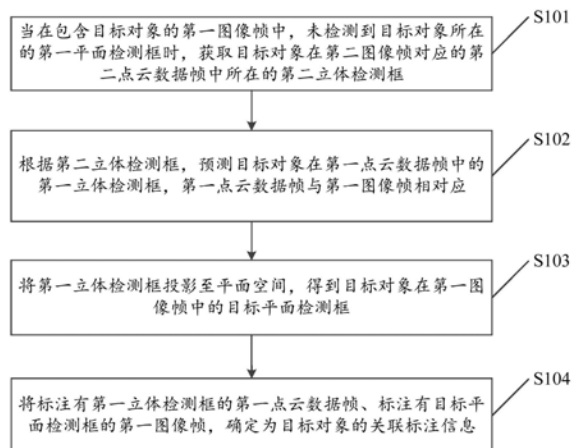 当在包含目标对象的第一图像帧中，未检测到目标对象所在
的第一平面检测框时，获取目标对象在第二图像帧对应的第
二点云数据帧中所在的第二立体检测框
S101
根据第二立体检测框，预测目标对象在第一点云数据帧中的
第一立体检测框，第一点云数据帧与第一图像帧相对应
S102
将第一立体检测框投影至平面空间，得到目标对象在第一图
像帧中的目标平面检测框
S103
将标注有第一立体检测框的第一点云数据帧、标注有目标平
面检测框的第一图像帧，确定为目标对象的关联标注信息
S104